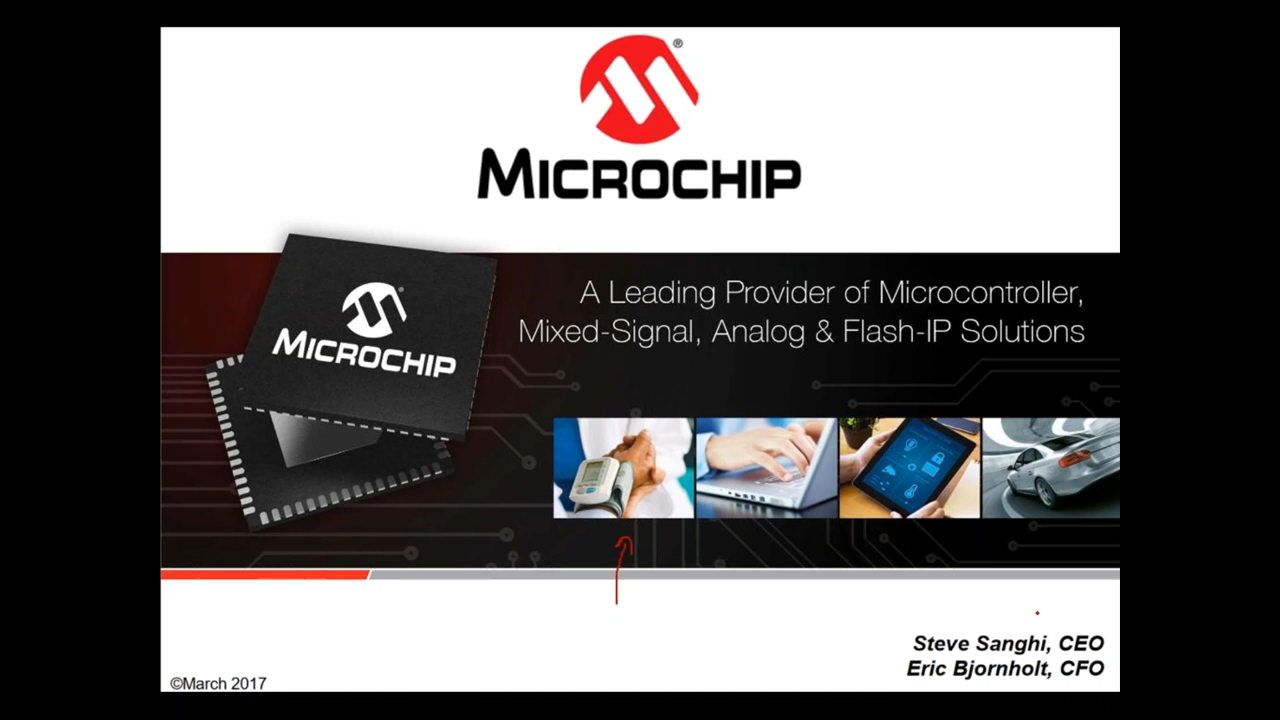 ®
MICROCHIP
A Leading Provider of Microcontroller,
Mixed-Signal, Analog & Flash-IP Solutions
MICROCHIP
Steve Sanghi, CEO
Eric Bjornholt, CFO
©March 2017